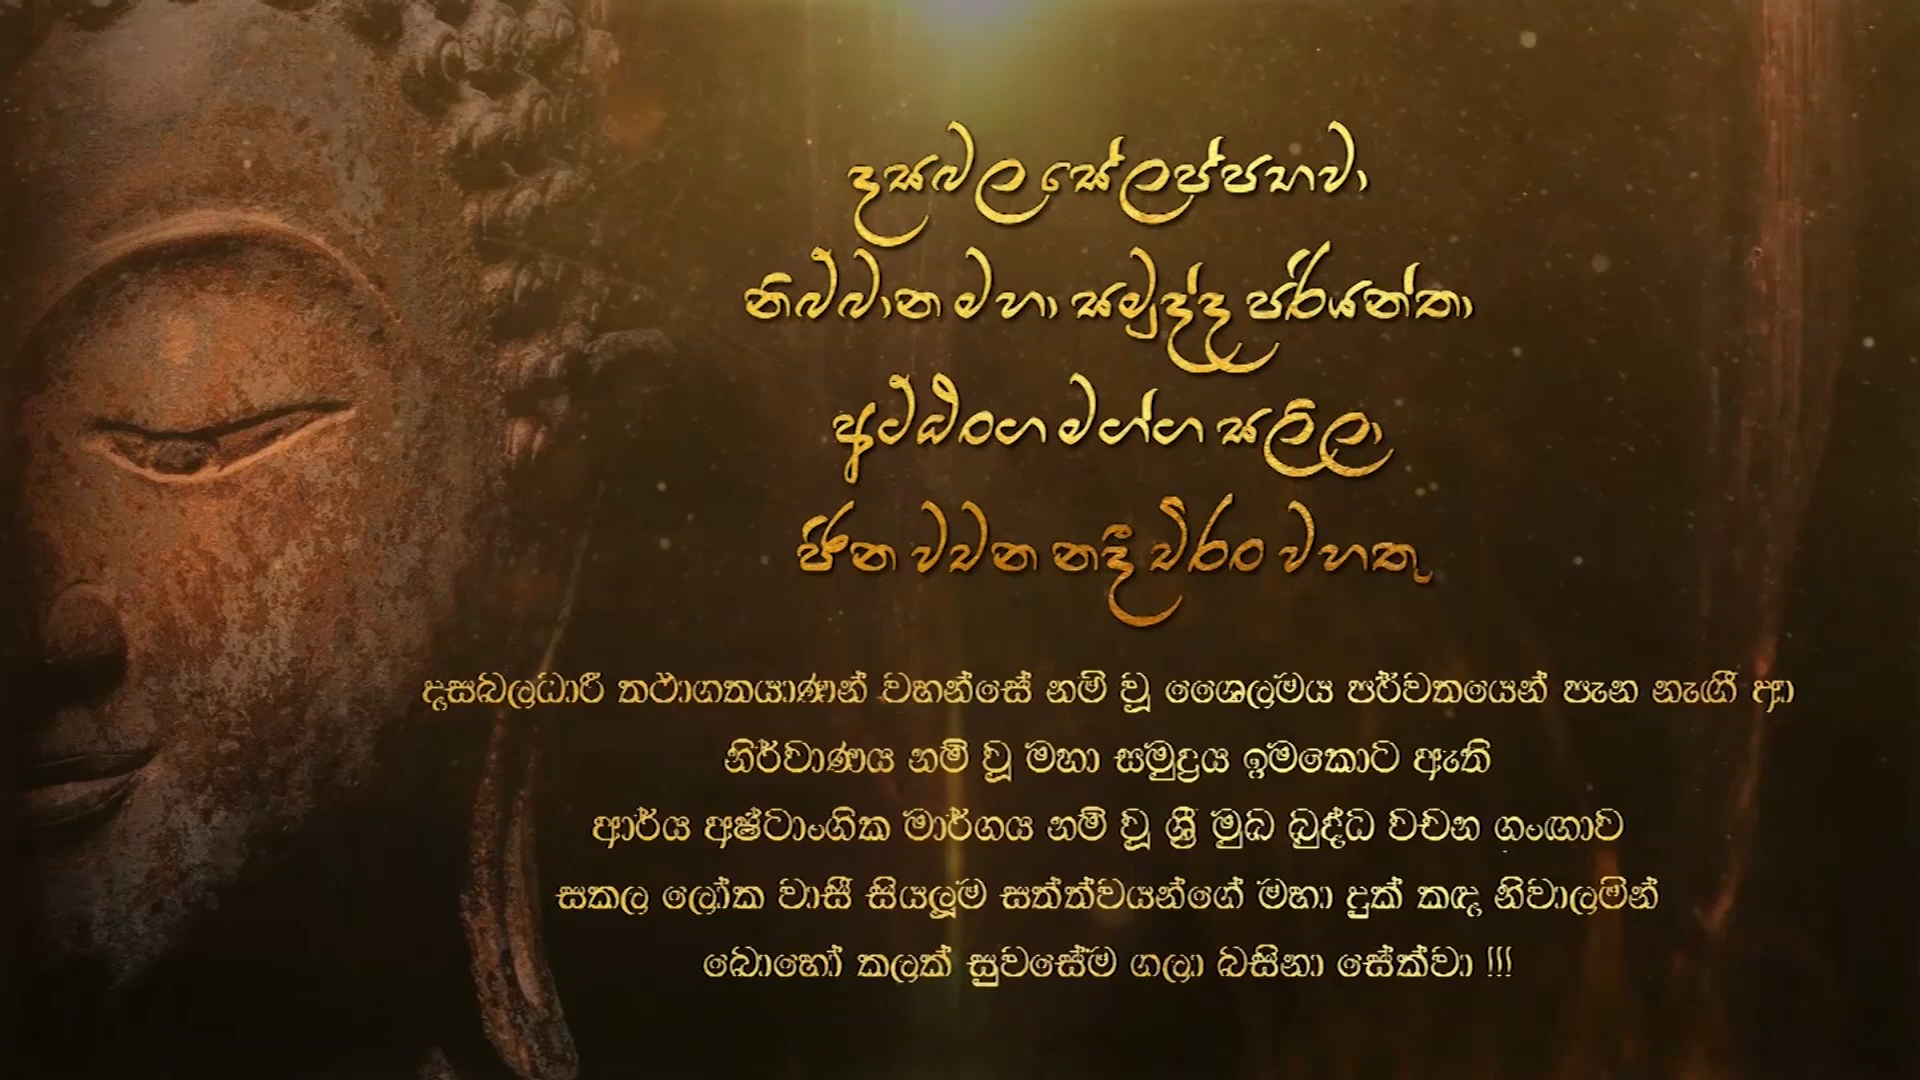 දසබල සේලප්පභවා
නිබ්බාන මහා සමුද්ද පරියන්තා
අට්ඨංග මග්ග සලිලා
ජින වචන නදී චිරං වහතු
දසබලධාරී තථාගතයාණන් වහන්සේ නම් වූ ශෛලමය පර්වතයෙන් පැන නැඟී ආ
නිර්වාණය නම් වූ මහා සමුද්‍රය ඉමකොට ඇති
ආර්ය අෂ්ටාංගික මාර්ගය නම් වූ ශ්‍රී මුඛ බුද්ධ වචන ගංඟාව
සකල ලෝක වාසී සියලූම සත්ත්වයන්ගේ මහා දුක් කඳු නිවාලමින්
බොහෝ කලක් සුවසේම ගලා බසිනා සේක්වා !!!